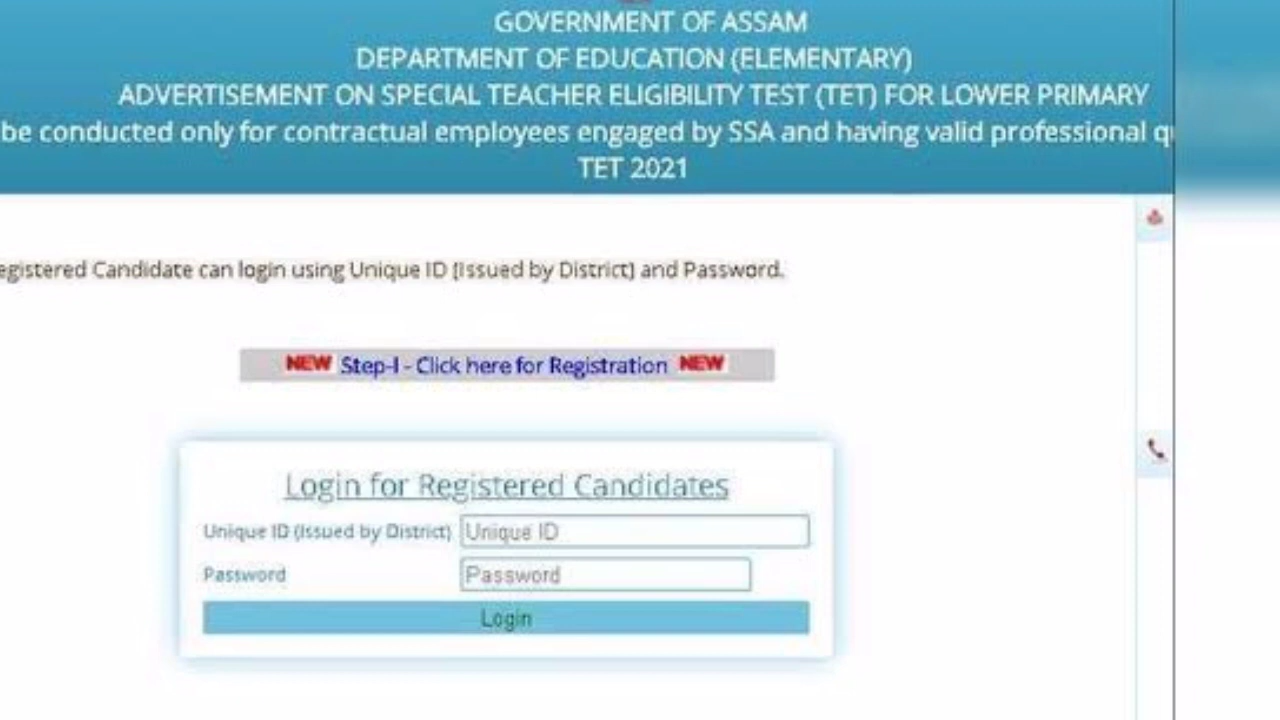 GOVERNMENT OF ASSAM
DEPARTMENT OF EDUCATION (ELEMENTARY)
ADVERTISEMENT ON SPECIAL TEACHER ELIGIBILITY TEST (TET) FOR LOWER PRIMARY
be conducted only for contractual employees engaged by SSA and having valid professional q
TET 2021
egistered Candidate can login using Unique ID (Issued by District) and Password.
NEW Step-I - Click here for Registration NEW
Login for Registered Candidates
Unique ID (Issued by District) Unique ID
Password Password
Login